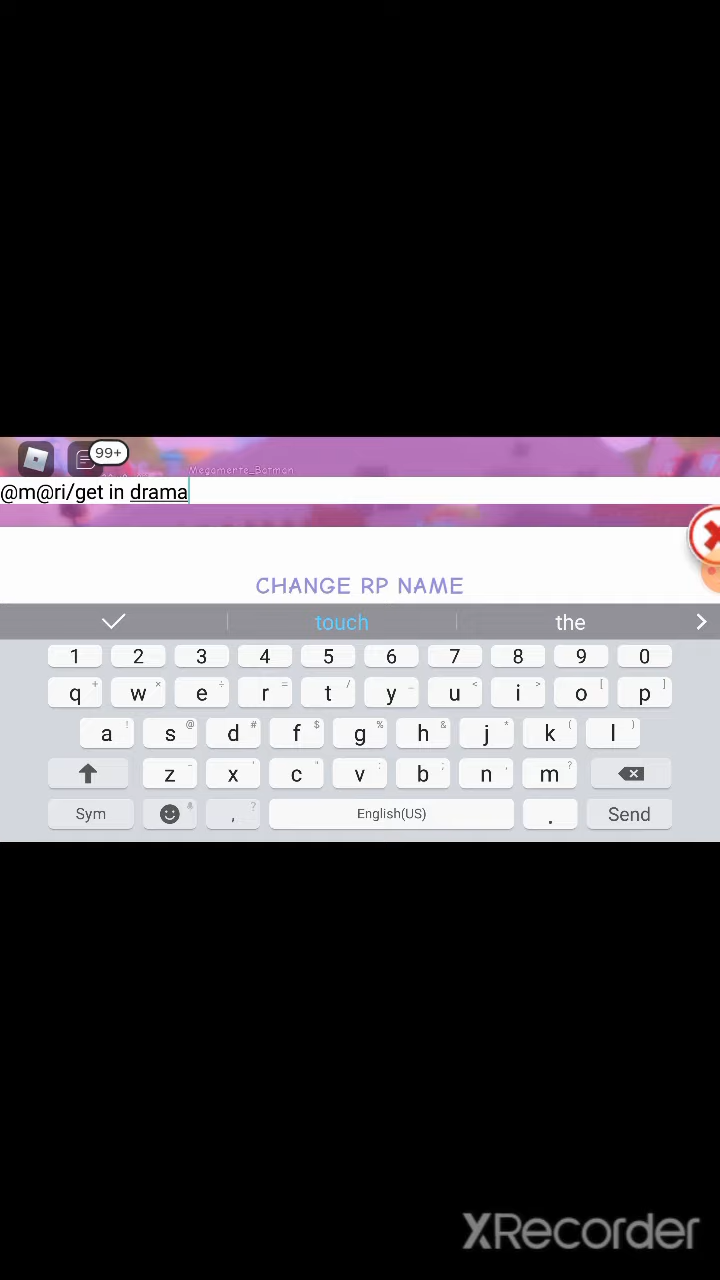 99+
Megamente_Batman
@m@ri/get in drama
CHANGE RP NAME
touch the
1 2 3 4 5 6 7 8 9 0
q w e r t y u i o p
a s d f g h j k l
z x c v b n m
Sym , English(US) . Send
XRecorder